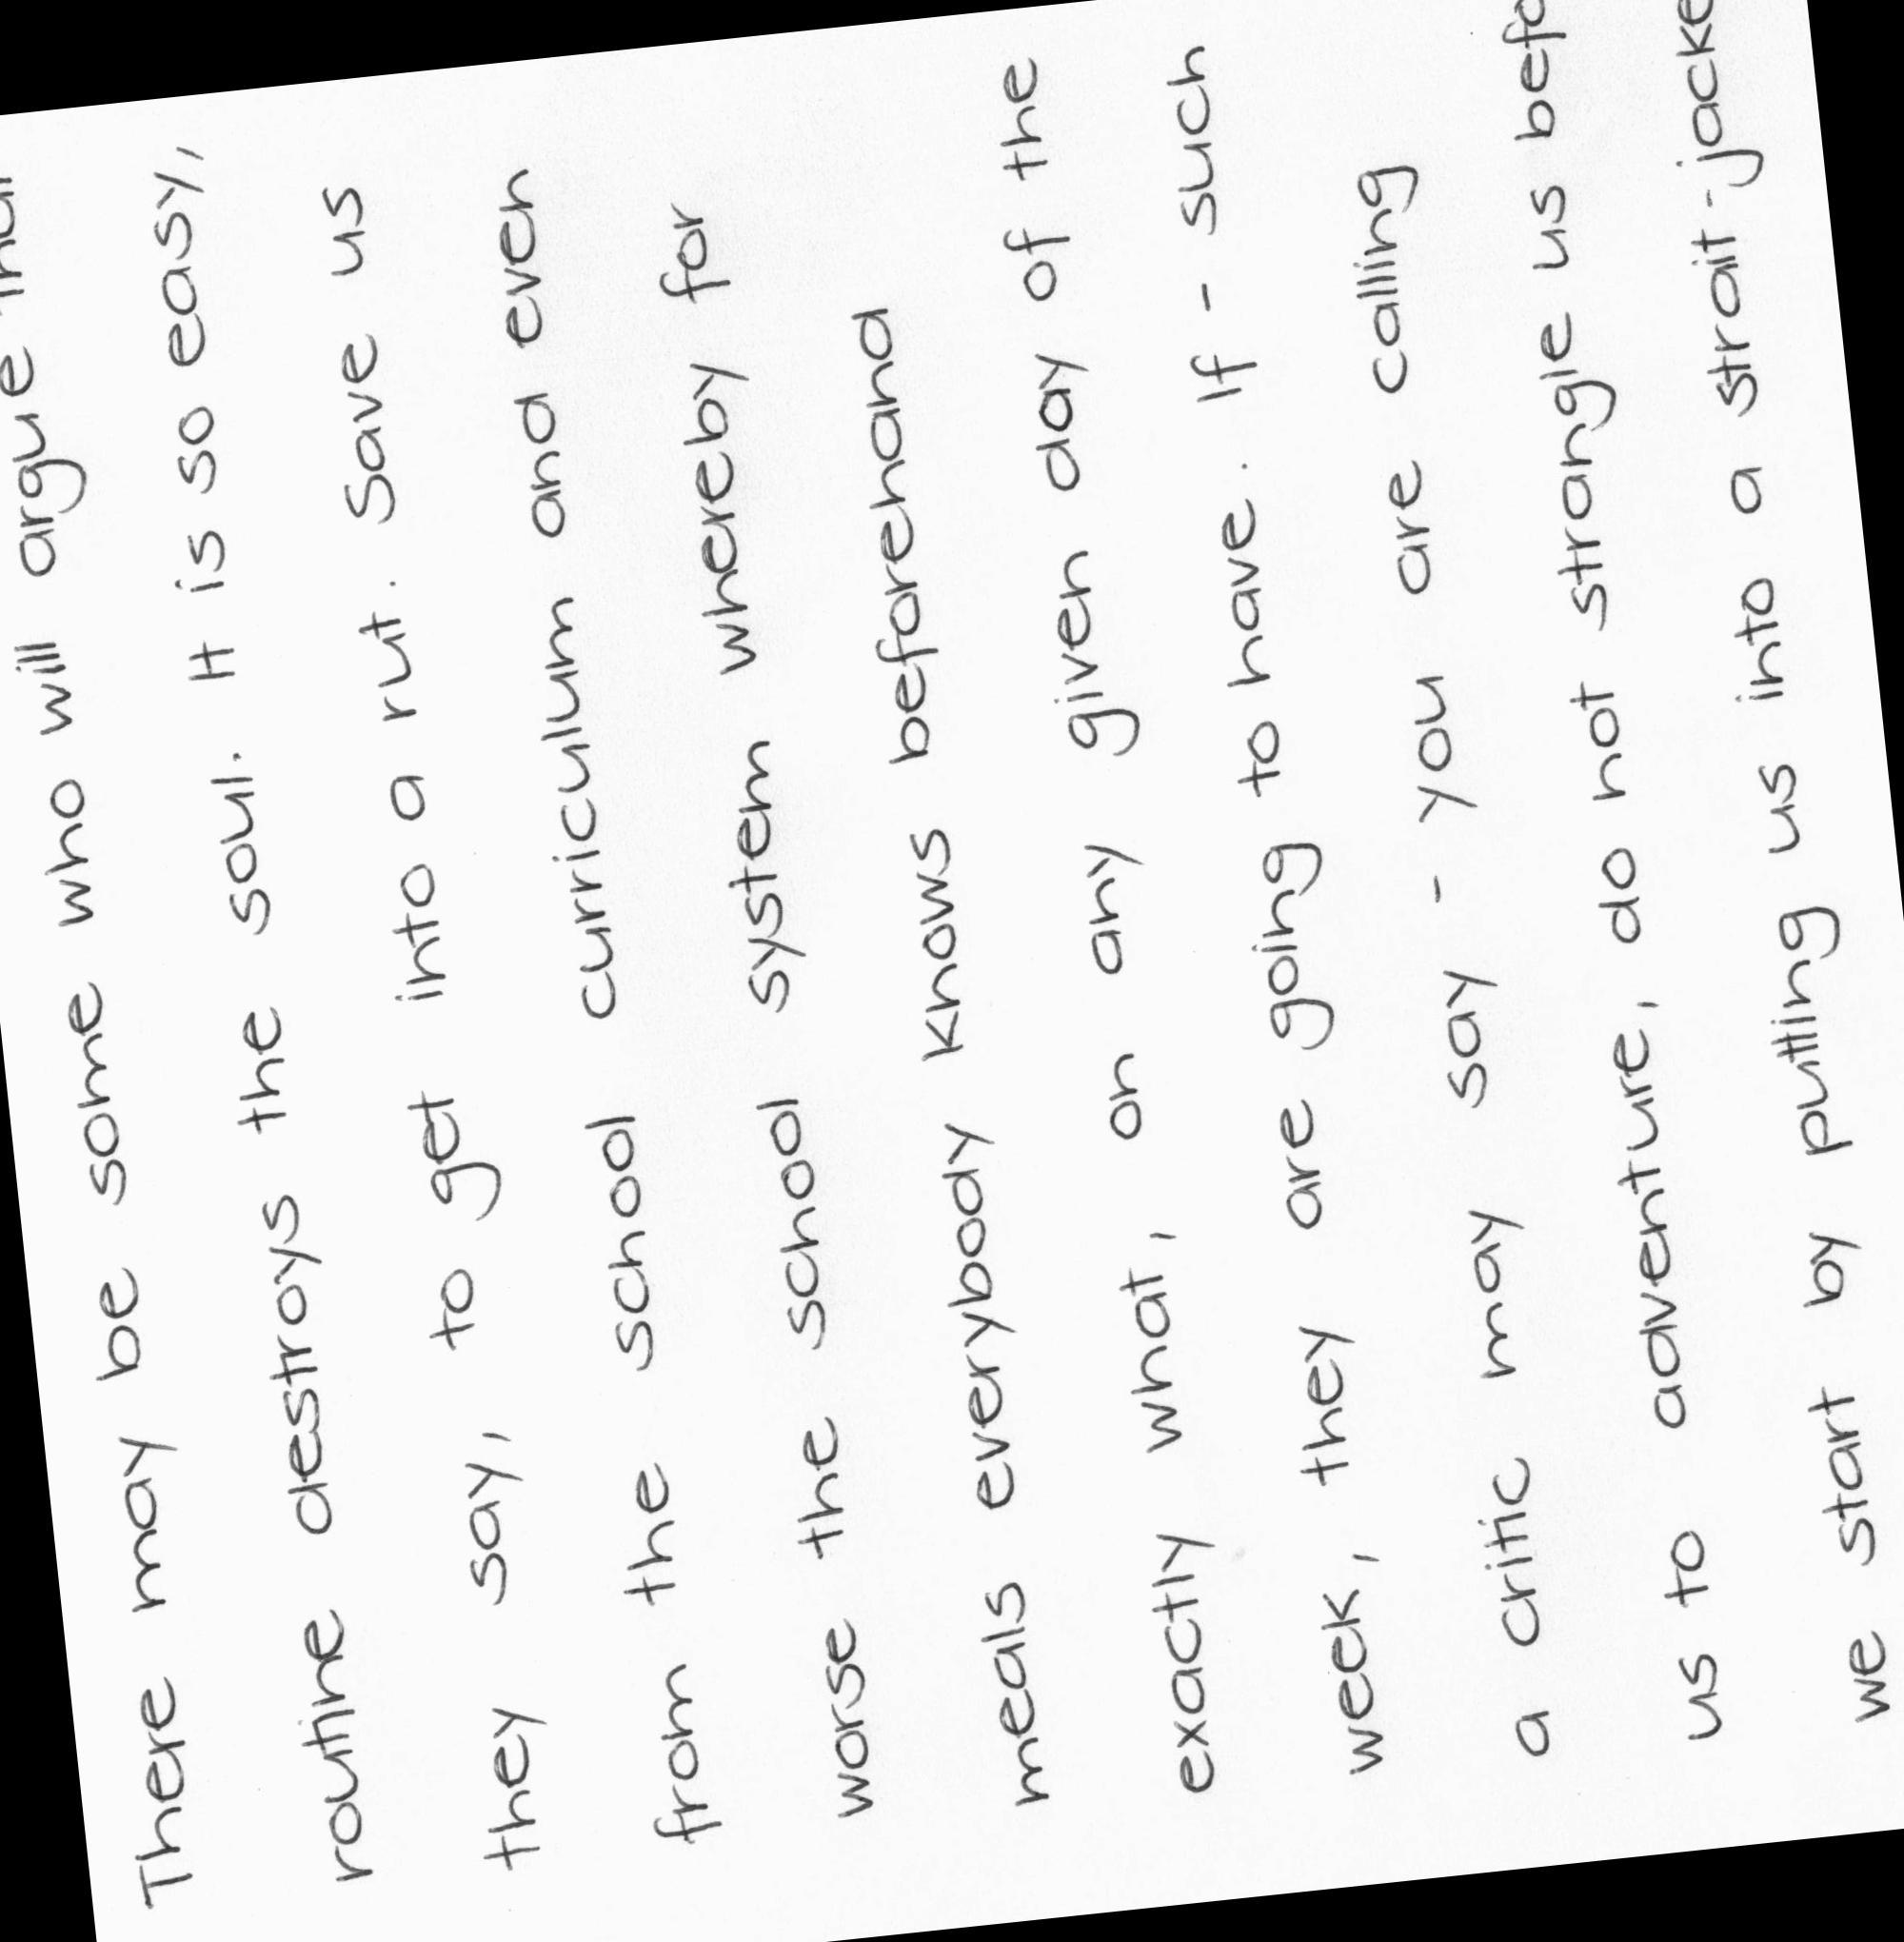 There may be some who will argue that
routine destroys the soul. It is so easy,
they say, to get into a rut. Save us
from the school curicullum and even
worse the school system whereby for
meals everybody knows beforehand
exactly what, on any given day of the
week, they are going to have. If - such
a critic may say - you are calling
us to adventure, do not strangle us befo
we start by putting us into a strait-jacke